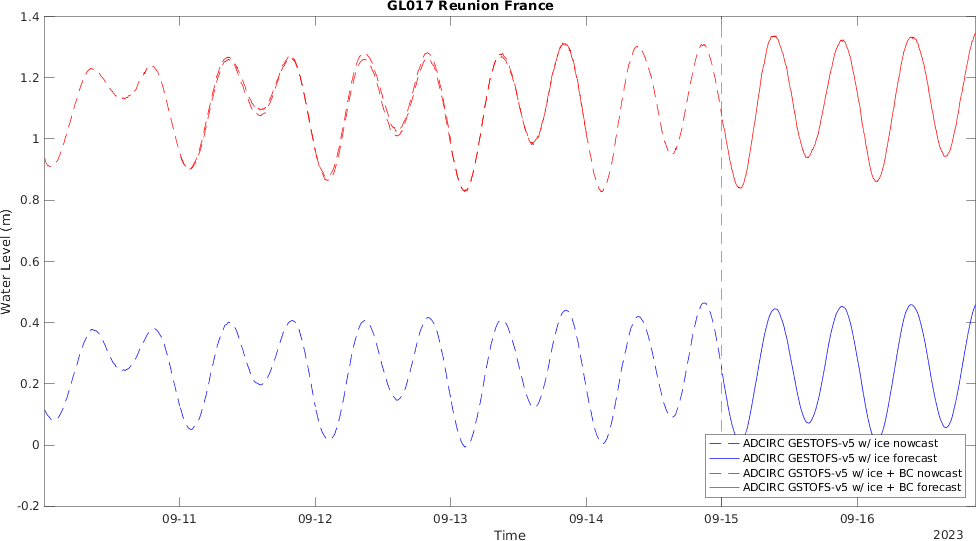 GL017 Reunion France
1.4
1.2
1
0.8
0.6
0.4
0.2
0
-0.2
Water Level (m)
ADCIRC GESTOFS-v5 w/ ice nowcast
ADCIRC GESTOFS-v5 w/ ice forecast
ADCIRC GSTOFS-v5 w/ ice + BC nowcast
ADCIRC GSTOFS-v5 w/ ice + BC forecast
09-11 09-12 09-13 09-14 09-15 09-16
Time
2023